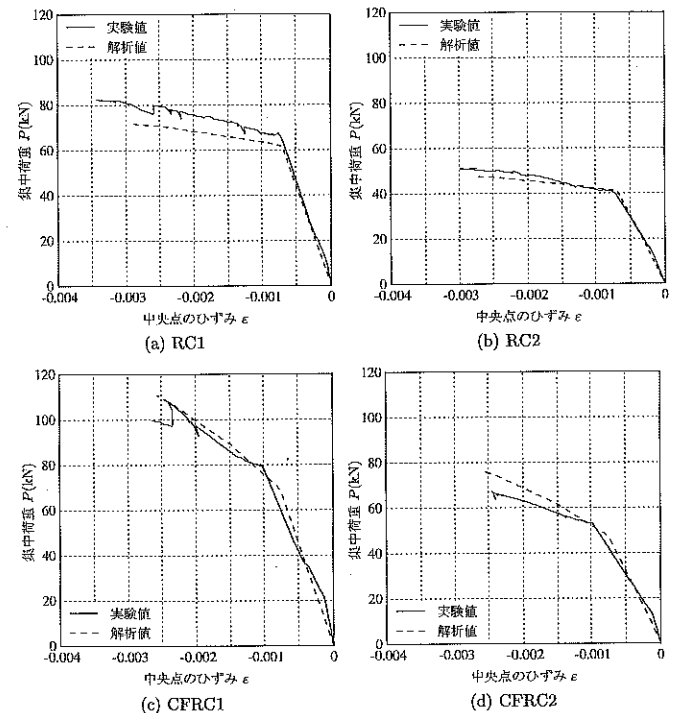 実験値
解析値
120
100
80
60
40
20
0
集中荷重 P(kN)
-0.004
-0.003
-0.002
-0.001
0
中央点のひずみ ε
(a) RC1
実験値
解析値
120
100
80
60
40
20
0
集中荷重 P(kN)
-0.004
-0.003
-0.002
-0.001
0
中央点のひずみ ε
(b) RC2
120
100
80
60
40
20
0
集中荷重 P(kN)
実験値
解析値
-0.004
-0.003
-0.002
-0.001
0
中央点のひずみ ε
(c) CFRC1
120
100
80
60
40
20
0
集中荷重 P(kN)
実験値
解析値
-0.004
-0.003
-0.002
-0.001
0
中央点のひずみ ε
(d) CFRC2